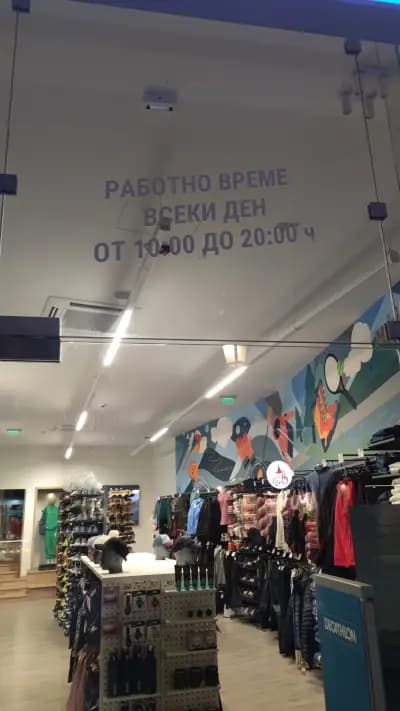 РАБОТНО ВРЕМЕ
ВСЕКИ ДЕН
ОТ 10:00 ДО 20:00 ч
DECATHLON